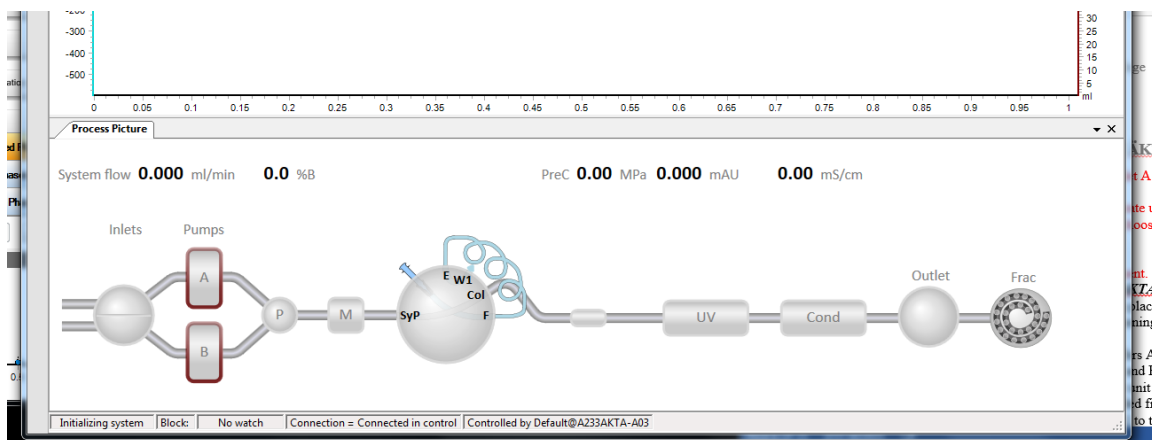 -200
-300
-400
-500
30
25
20
15
10
5
ml
0 0.05 0.1 0.15 0.2 0.25 0.3 0.35 0.4 0.45 0.5 0.55 0.6 0.65 0.7 0.75 0.8 0.85 0.9 0.95 1
Process Picture
System flow 0.000 ml/min 0.0 %B PreC 0.00 MPa 0.000 mAU 0.00 mS/cm
Inlets Pumps
A
B
P
M
E W1
Col
SyP F
UV
Cond
Outlet
Frac
Initializing system Block: No watch Connection = Connected in control Controlled by Default@A233AKTA-A03